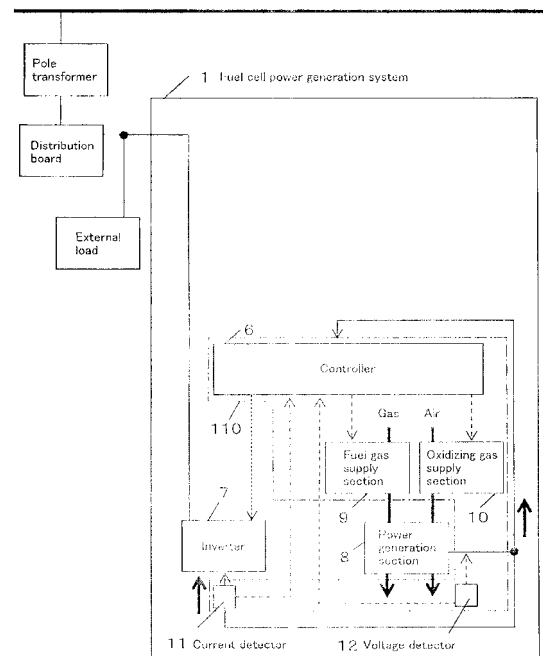 Pole
transformer
1 Fuel cell power generation system
Distribution
board
External
load
6
Controller
110
Gas Air
Fuel gas
supply
section
Oxidizing gas
supply
section
7
9
10
Inverter
8
Power
generation
section
11 Current detector
12 Voltage detector